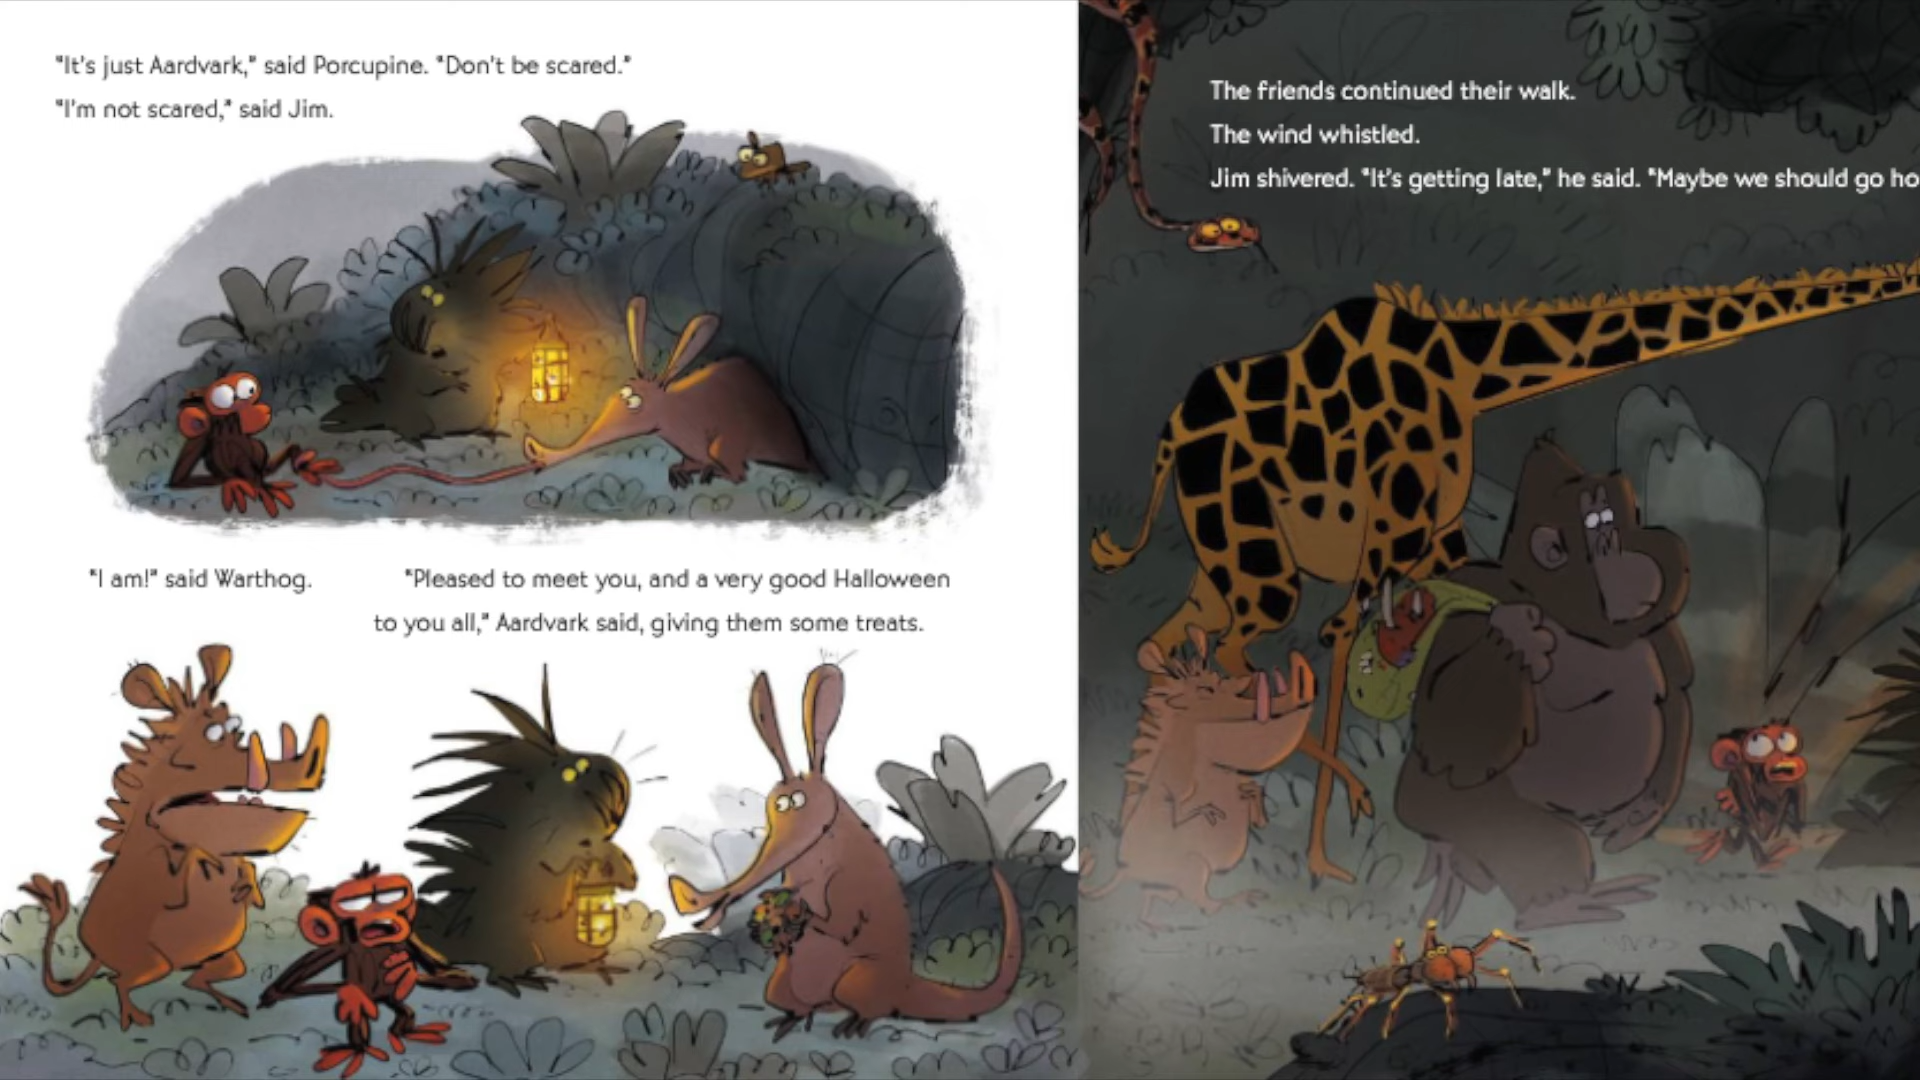 "It's just Aardvark," said Porcupine. "Don't be scared."
"I'm not scared," said Jim.
"I am!" said Warthog.
"Pleased to meet you, and a very good Halloween
to you all," Aardvark said, giving them some treats.
The friends continued their walk.
The wind whistled.
Jim shivered. "It's getting late," he said. "Maybe we should go ho